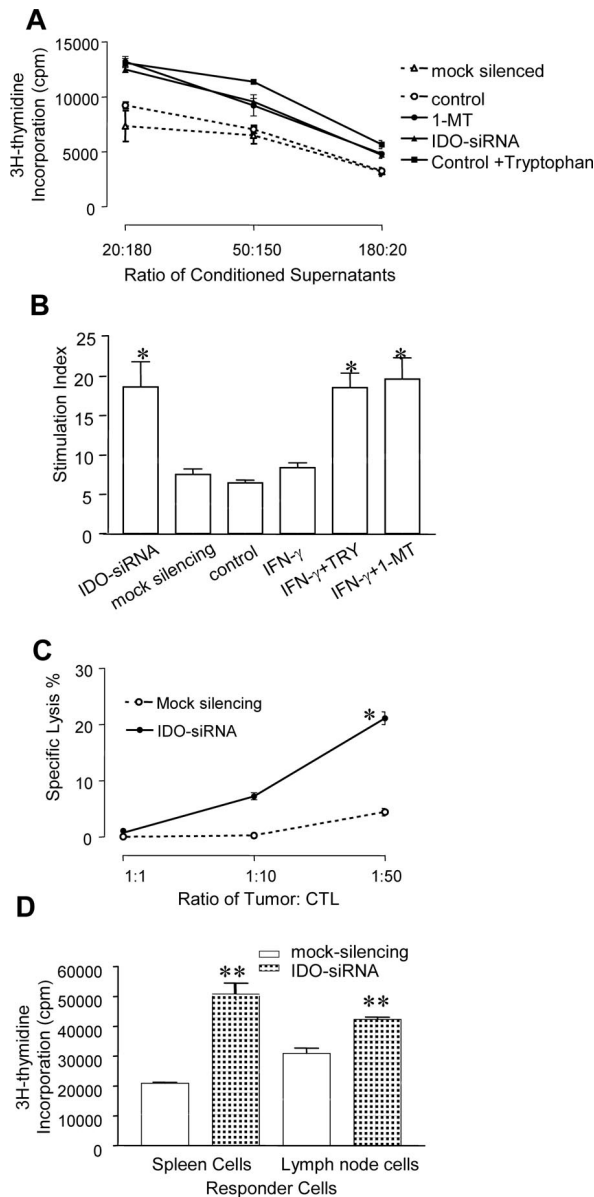 A
15000
10000
5000
0
3H-thymidine
Incorporation (cpm)
mock silenced
control
1-MT
IDO-siRNA
Control +Tryptophan
20:180 50:150 180:20
Ratio of Conditioned Supernatants
B
25
20
15
10
5
0
Stimulation Index
* * *
IDO-siRNA
mock silencing
control
IFN-γ
IFN-γ+TRY
IFN-γ+1-MT
C
30
20
10
0
Specific Lysis %
Mock silencing
IDO-siRNA
*
1:1 1:10 1:50
Ratio of Tumor: CTL
D
mock-silencing
IDO-siRNA
60000
50000
40000
30000
20000
10000
0
3H-thymidine
Incorporation (cpm)
** **
Spleen Cells Lymph node cells
Responder Cells